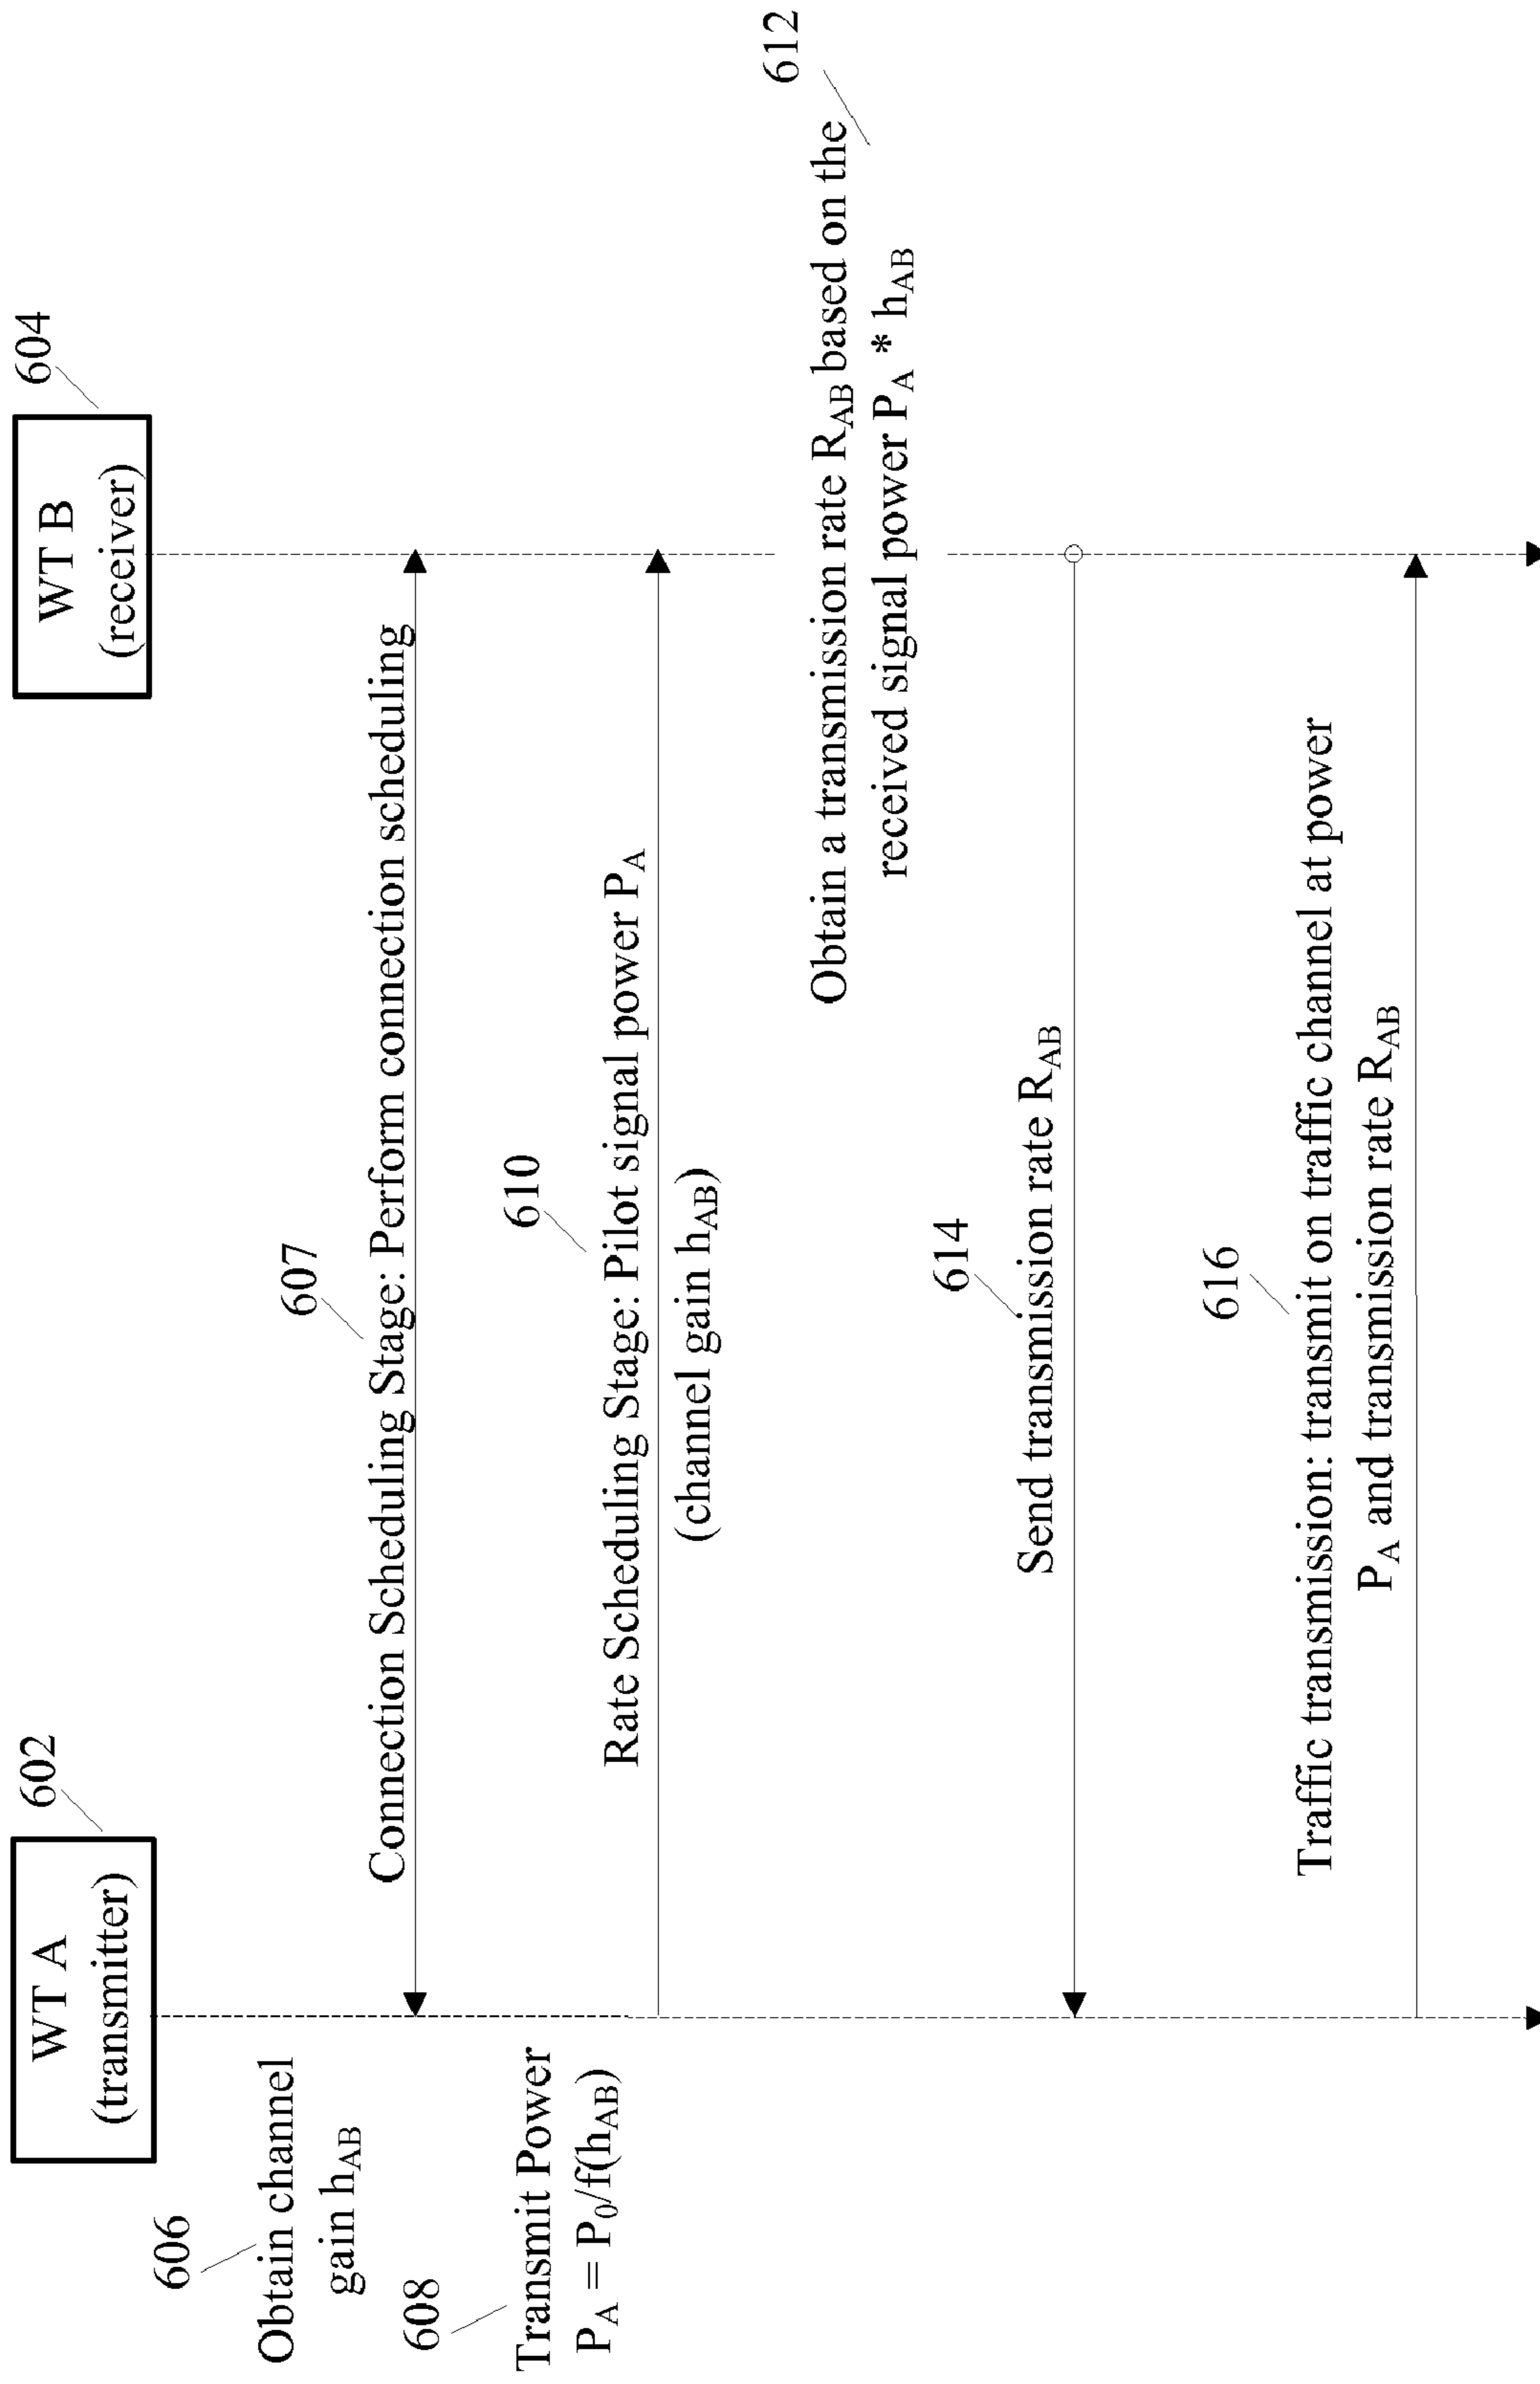 WT A
(transmitter)
602
WT B
(receiver)
604
606
Obtain channel
gain hAB
607
Connection Scheduling Stage: Perform connection scheduling
608
Transmit Power
PA = P0/f(hAB)
610
Rate Scheduling Stage: Pilot signal power PA
(channel gain hAB)
612
Obtain a transmission rate RAB based on the
received signal power PA * hAB
614
Send transmission rate RAB
616
Traffic transmission: transmit on traffic channel at power
PA and transmission rate RAB